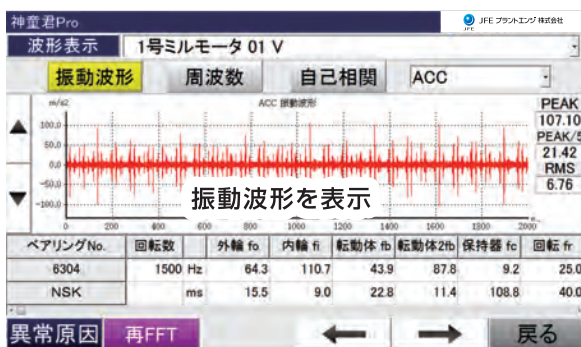 神童君Pro
JFE JFE プラントエンジ 株式会社
波形表示 1号ミルモータ 01 V
振動波形 周波数 自己相関 ACC
m/s2 ACC 振動波形 PEAK
107.10
100.0 PEAK/5
50.0 21.42
0.0 RMS
-50.0 6.76
-100.0
振動波形を表示
0 200 400 600 800 1000 1200 1400 1600 1800 2000
ベアリングNo. 回転数 外輪 fo 内輪 fi 転動体 fb 転動体2fb 保持器 fc 回転 fr
6304 1500 Hz 64.3 110.7 43.9 87.8 9.2 25.0
NSK ms 15.5 9.0 22.8 11.4 108.8 40.0
異常原因 再FFT ← → 戻る